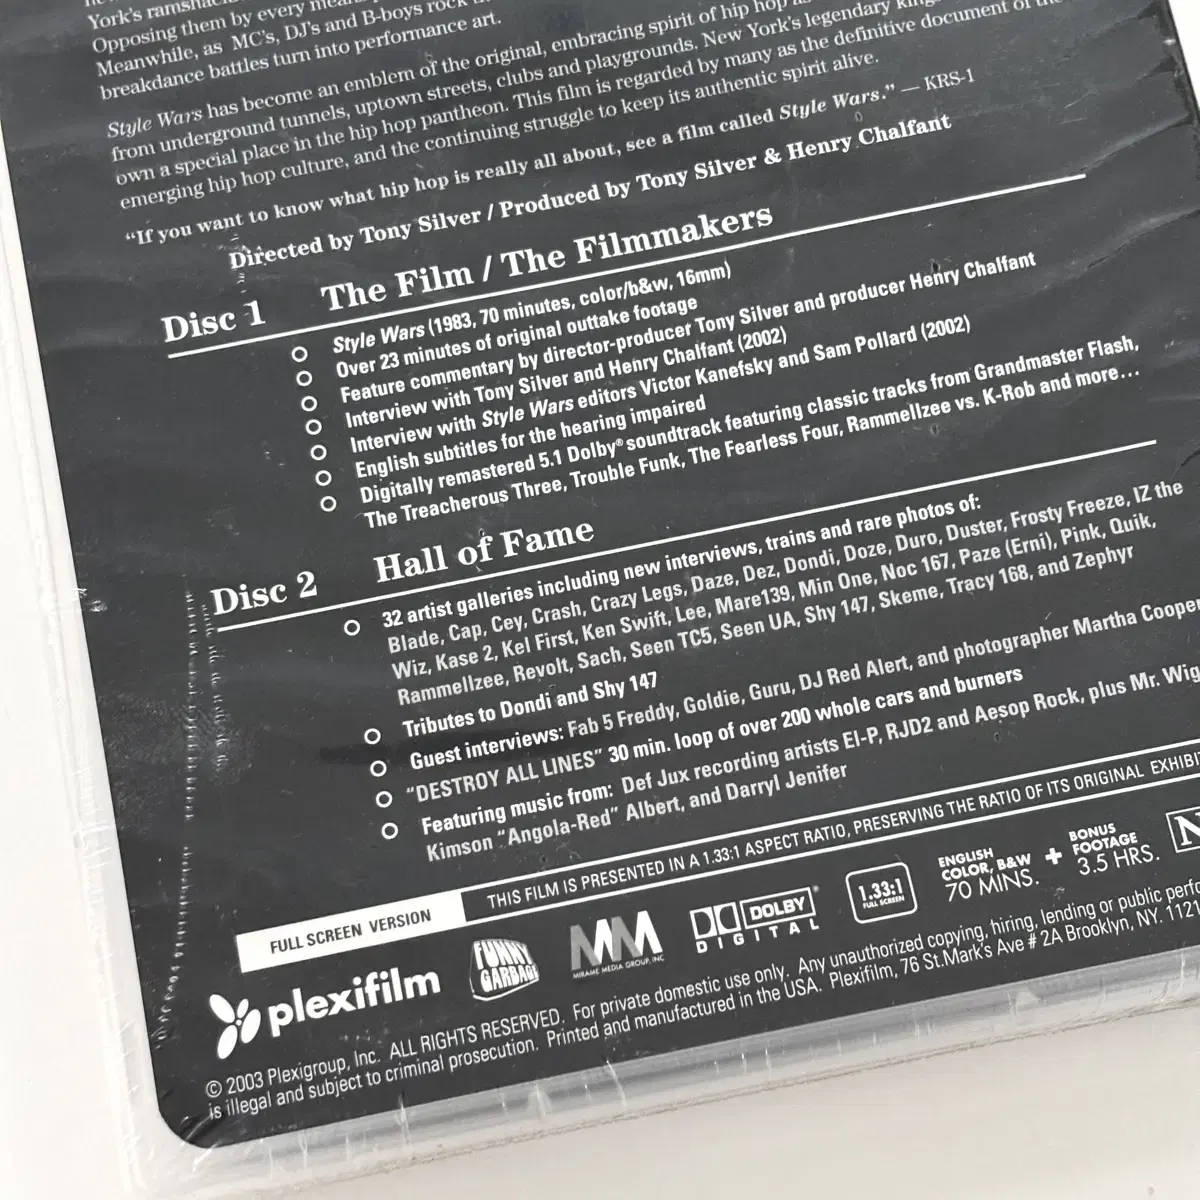 York's
Opposing them by every means
Meanwhile, as MC's, DJ's and B-boys rock
breakdance battles turn into performance art.
Style Wars has become an emblem of the original, embracing spirit of hip hop as
from underground tunnels, uptown streets, clubs and playgrounds. New York's legendary kings
own a special place in the hip hop pantheon. This film is regarded by many as the definitive document of the
emerging hip hop culture, and the continuing struggle to keep its authentic spirit alive.
"If you want to know what hip hop is really all about, see a film called Style Wars." — KRS-1
Directed by Tony Silver / Produced by Tony Silver & Henry Chalfant
Disc 1 The Film / The Filmmakers
Style Wars (1983, 70 minutes, color/b&w, 16mm)
Over 23 minutes of original outtake footage
Feature commentary by director-producer Tony Silver and producer Henry Chalfant
Interview with Tony Silver and Henry Chalfant (2002)
Interview with Style Wars editors Victor Kanefsky and Sam Pollard (2002)
English subtitles for the hearing impaired
Digitally remastered 5.1 Dolby® soundtrack featuring classic tracks from Grandmaster Flash,
The Treacherous Three, Trouble Funk, The Fearless Four, Rammellzee vs. K-Rob and more...
Disc 2 Hall of Fame
32 artist galleries including new interviews, trains and rare photos of:
Blade, Cap, Cey, Crash, Crazy Legs, Daze, Dez, Dondi, Doze, Duro, Duster, Frosty Freeze, IZ the
Wiz, Kase 2, Kel First, Ken Swift, Lee, Mare139, Min One, Noc 167, Paze (Erni), Pink, Quik,
Rammellzee, Revolt, Sach, Seen TC5, Seen UA, Shy 147, Skeme, Tracy 168, and Zephyr
Tributes to Dondi and Shy 147
Guest interviews: Fab 5 Freddy, Goldie, Guru, DJ Red Alert, and photographer Martha Coope
"DESTROY ALL LINES" 30 min. loop of over 200 whole cars and burners
Featuring music from: Def Jux recording artists El-P, RJD2 and Aesop Rock, plus Mr. Wig
Kimson "Angola-Red" Albert, and Darryl Jenifer
FULL SCREEN VERSION THIS FILM IS PRESENTED IN A 1.33:1 ASPECT RATIO, PRESERVING THE RATIO OF ITS ORIGINAL EXHIBI
plexifilm
FUNNY
GARBAGE
MM
MIRAME MEDIA GROUP, INC
DOLBY
DIGITAL
1.33:1
FULL SCREEN
ENGLISH
COLOR, B&W
70 MINS.
+
BONUS
FOOTAGE
3.5 HRS.
N
© 2003 Plexigroup, Inc. ALL RIGHTS RESERVED. For private domestic use only. Any unauthorized copying, hiring, lending or public perfo
is illegal and subject to criminal prosecution. Printed and manufactured in the USA. Plexifilm, 76 St.Mark's Ave # 2A Brooklyn, NY. 1121